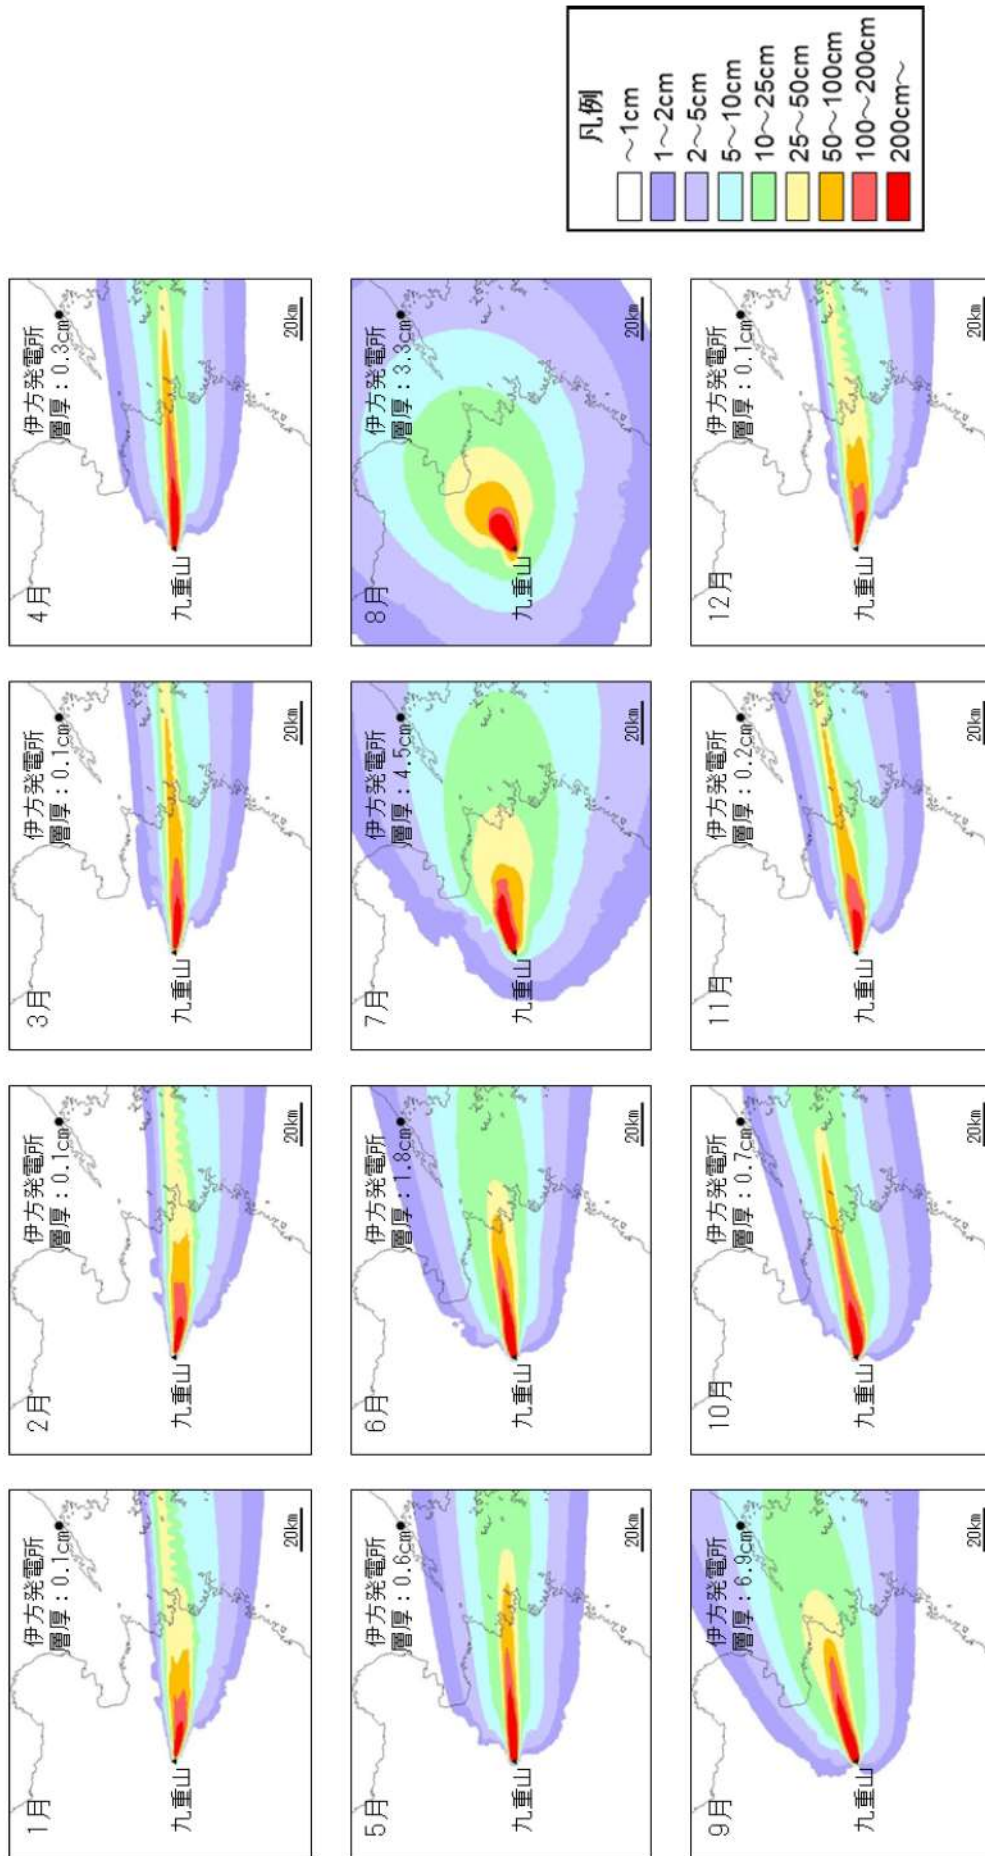 1月
伊方発電所
層厚：0.1cm
九重山
20km
2月
伊方発電所
層厚：0.1cm
九重山
20km
3月
伊方発電所
層厚：0.1cm
九重山
20km
4月
伊方発電所
層厚：0.3cm
九重山
20km
5月
伊方発電所
層厚：0.6cm
九重山
20km
6月
伊方発電所
層厚：1.8cm
九重山
20km
7月
伊方発電所
層厚：4.5cm
九重山
20km
8月
伊方発電所
層厚：3.3cm
九重山
20km
9月
伊方発電所
層厚：6.9cm
九重山
20km
10月
伊方発電所
層厚：0.7cm
九重山
20km
11月
伊方発電所
層厚：0.2cm
九重山
20km
12月
伊方発電所
層厚：0.1cm
九重山
20km
凡例
～1cm
1～2cm
2～5cm
5～10cm
10～25cm
25～50cm
50～100cm
100～200cm
200cm～